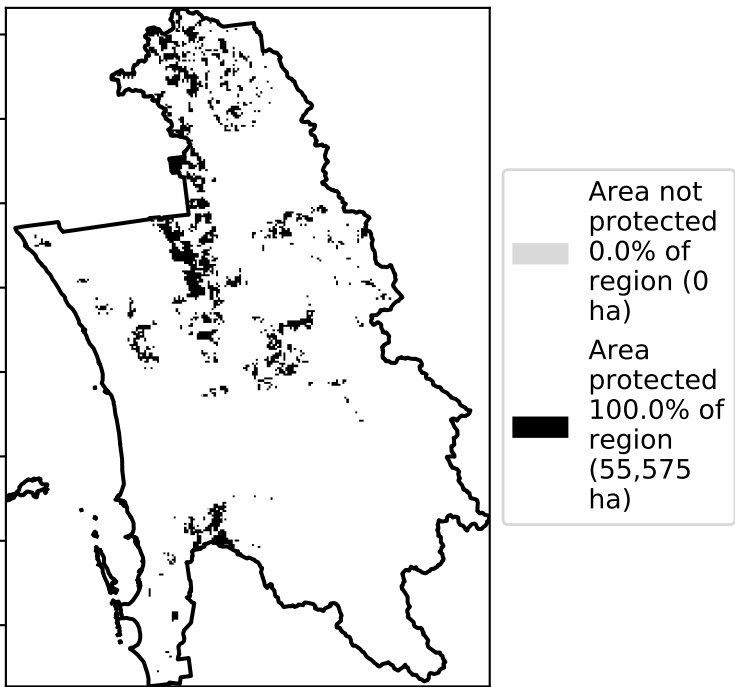 Area not
protected
0.0% of
region (0
ha)
Area
protected
100.0% of
region
(55,575
ha)